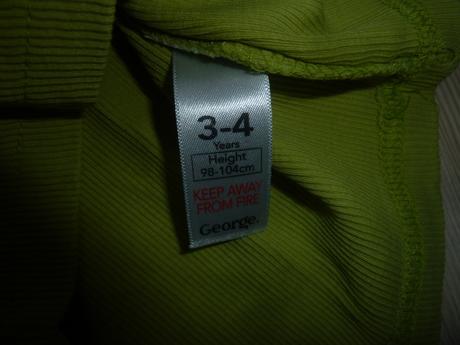 3-4
Years
Height
98-104cm
KEEP AWAY
FROM FIRE
George.